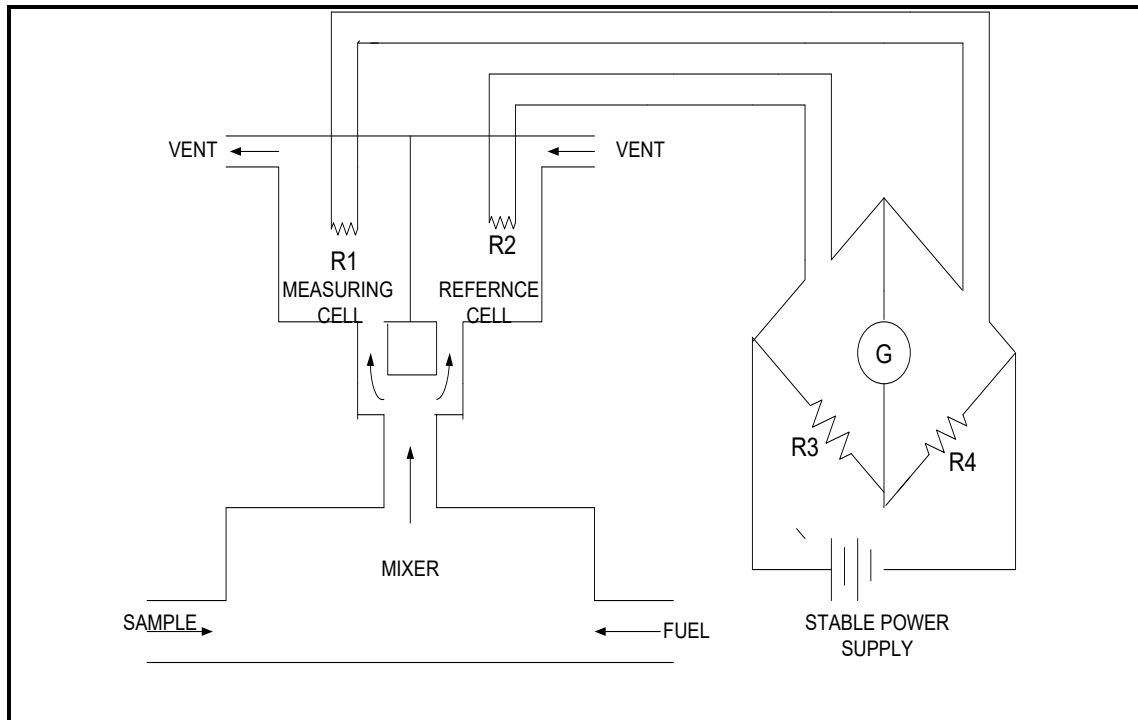 VENT
VENT
R1
R2
MEASURING
CELL
REFERNCE
CELL
G
R3
R4
MIXER
SAMPLE
FUEL
STABLE POWER
SUPPLY